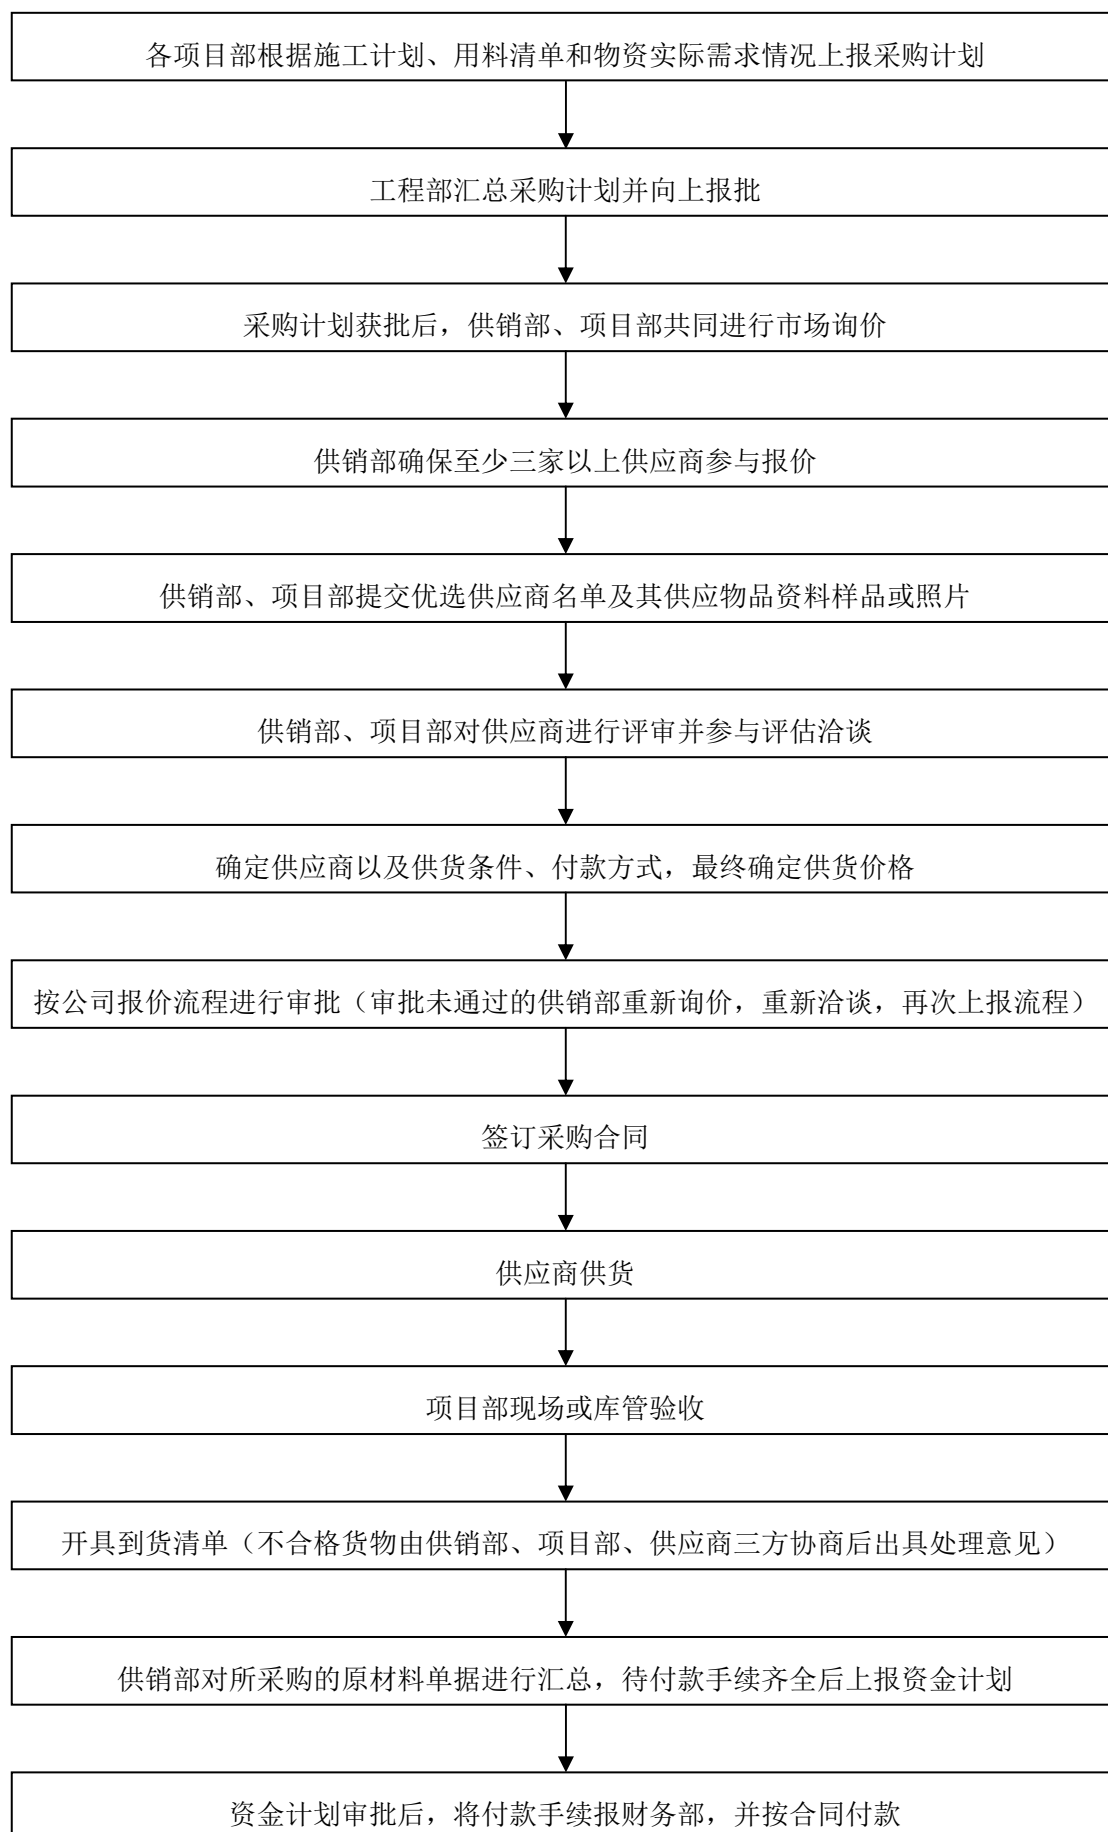 各项目部根据施工计划、用料清单和物资实际需求情况上报采购计划
工程部汇总采购计划并向上报批
采购计划获批后，供销部、项目部共同进行市场询价
供销部确保至少三家以上供应商参与报价
供销部、项目部提交优选供应商名单及其供应物品资料样品或照片
供销部、项目部对供应商进行评审并参与评估洽谈
确定供应商以及供货条件、付款方式，最终确定供货价格
按公司报价流程进行审批（审批未通过的供销部重新询价，重新洽谈，再次上报流程）
签订采购合同
供应商供货
项目部现场或库管验收
开具到货清单（不合格货物由供销部、项目部、供应商三方协商后出具处理意见）
供销部对所采购的原材料单据进行汇总，待付款手续齐全后上报资金计划
资金计划审批后，将付款手续报财务部，并按合同付款